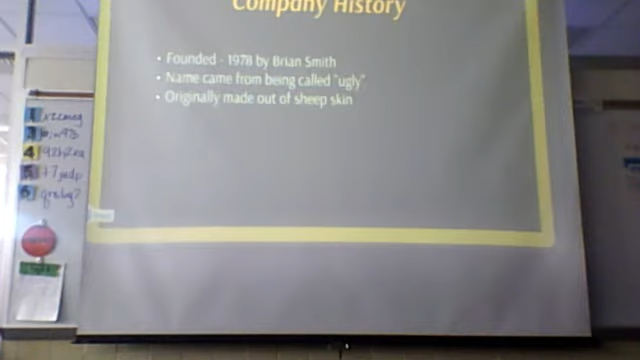 Company History
• Founded - 1978 by Brian Smith
• Name came from being called "ugly"
• Originally made out of sheep skin
4